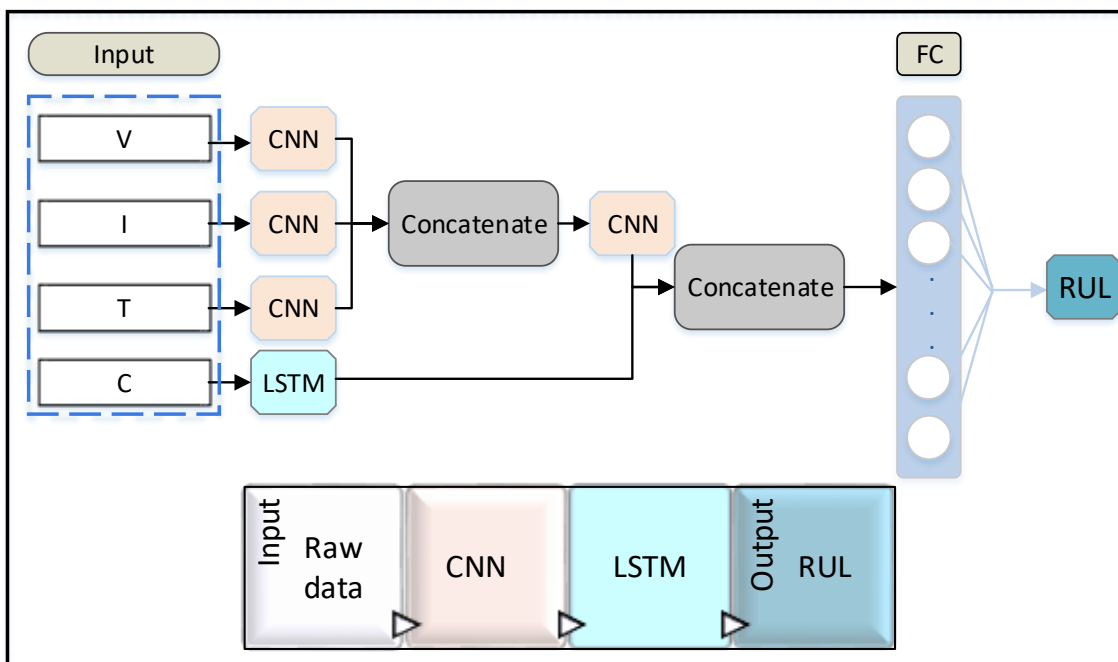 Input
FC
V
CNN
I
CNN
Concatenate
CNN
T
CNN
Concatenate
RUL
C
LSTM
.
.
.
Input
Raw
data
CNN
LSTM
Output
RUL